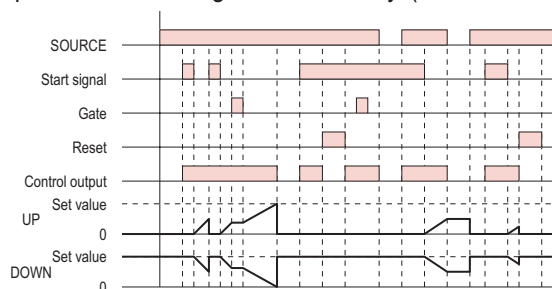 SOURCE
Start signal
Gate
Reset
Control output
Set value
UP
0
Set value
DOWN
0